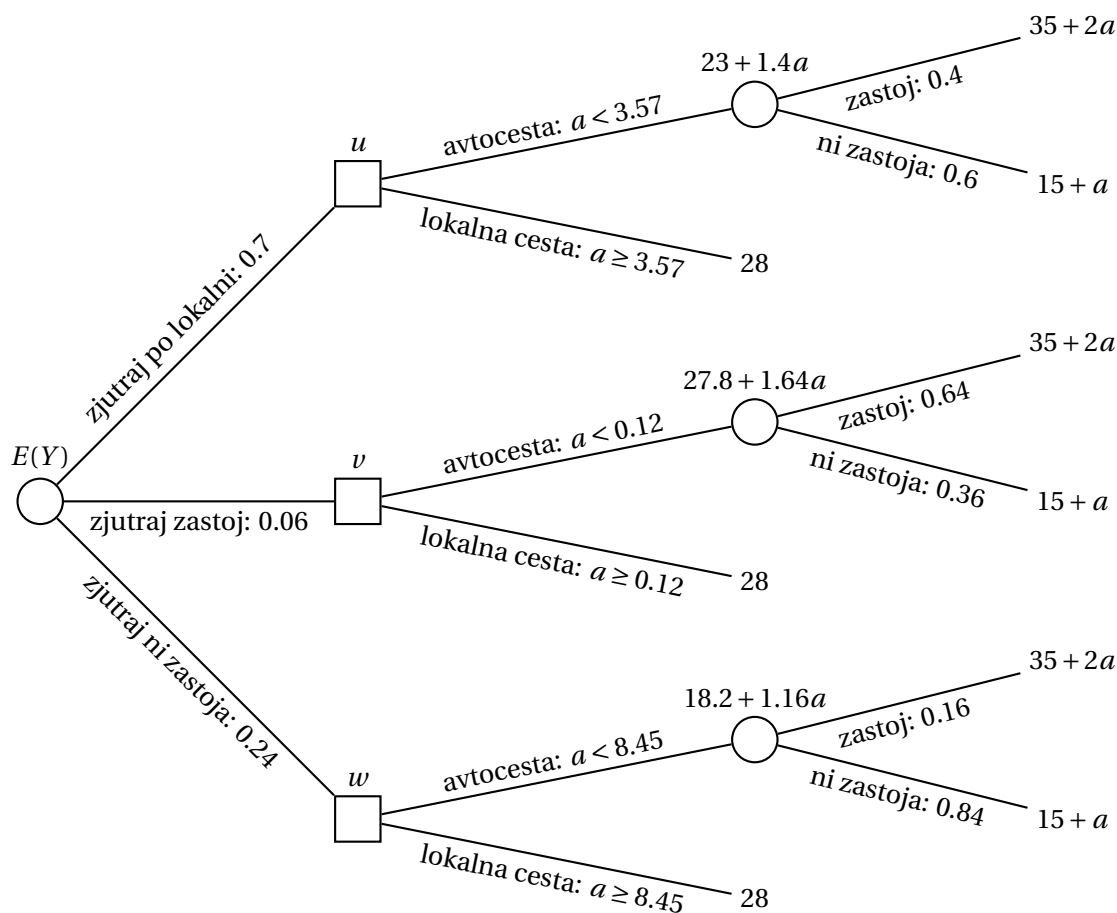 35 + 2a
23 + 1.4a
zastoj: 0.4
avtocesta: a < 3.57
ni zastoja: 0.6
u
15 + a
lokalna cesta: a ≥ 3.57
28
zjutraj po lokalni: 0.7
35 + 2a
27.8 + 1.64a
zastoj: 0.64
avtocesta: a < 0.12
E(Y)
v
ni zastoja: 0.36
15 + a
zjutraj zastoj: 0.06
lokalna cesta: a ≥ 0.12
28
zjutraj ni zastoja: 0.24
35 + 2a
18.2 + 1.16a
zastoj: 0.16
avtocesta: a < 8.45
w
ni zastoja: 0.84
15 + a
lokalna cesta: a ≥ 8.45
28